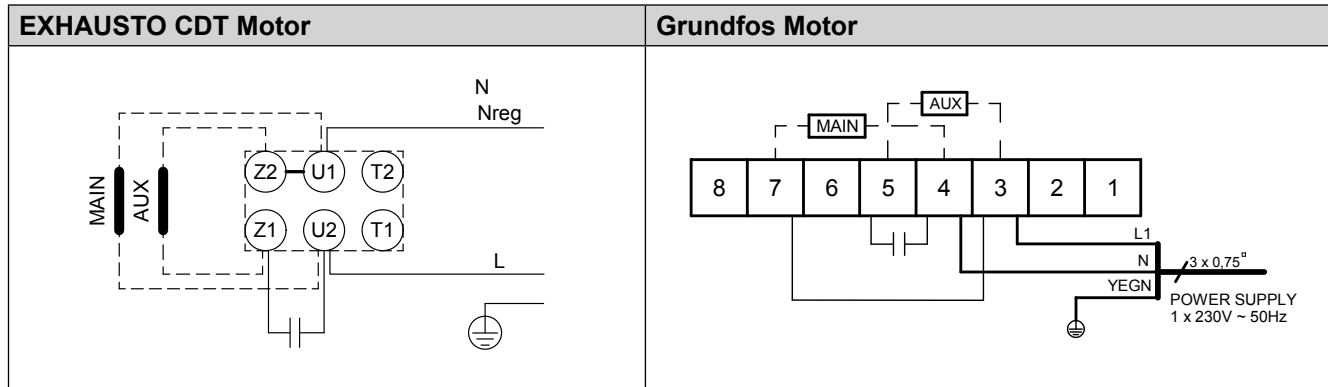 EXHAUSTO CDT Motor
N
Nreg
Z2 U1 T2
MAIN
AUX
Z1 U2 T1
L
Grundfos Motor
AUX
MAIN
8 7 6 5 4 3 2 1
L1
N
YEGN
3 x 0,75¤
POWER SUPPLY
1 x 230V ~ 50Hz